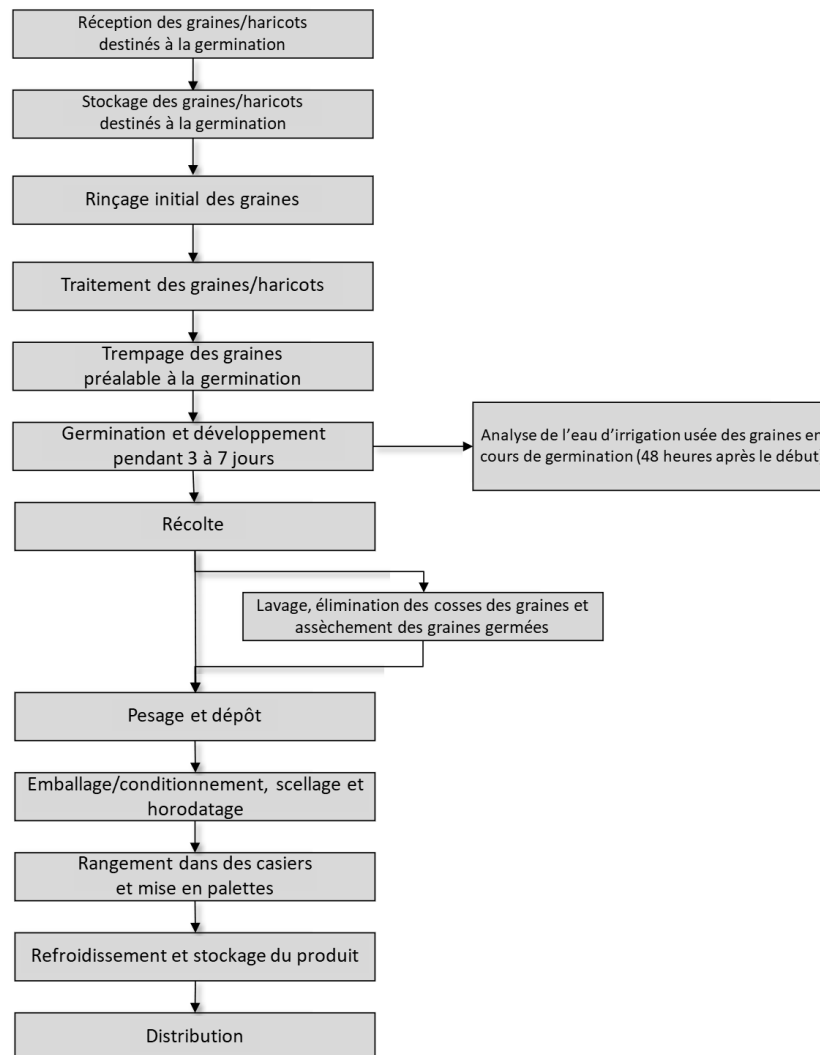 Réception des graines/haricots
destinés à la germination
Stockage des graines/haricots
destinés à la germination
Rinçage initial des graines
Traitement des graines/haricots
Trempage des graines
préalable à la germination
Germination et développement
pendant 3 à 7 jours
Analyse de l’eau d’irrigation usée des graines en
cours de germination (48 heures après le début
Récolte
Lavage, élimination des cosses des graines et
assèchement des graines germées
Pesage et dépôt
Emballage/conditionnement, scellage et
horodatage
Rangement dans des casiers
et mise en palettes
Refroidissement et stockage du produit
Distribution